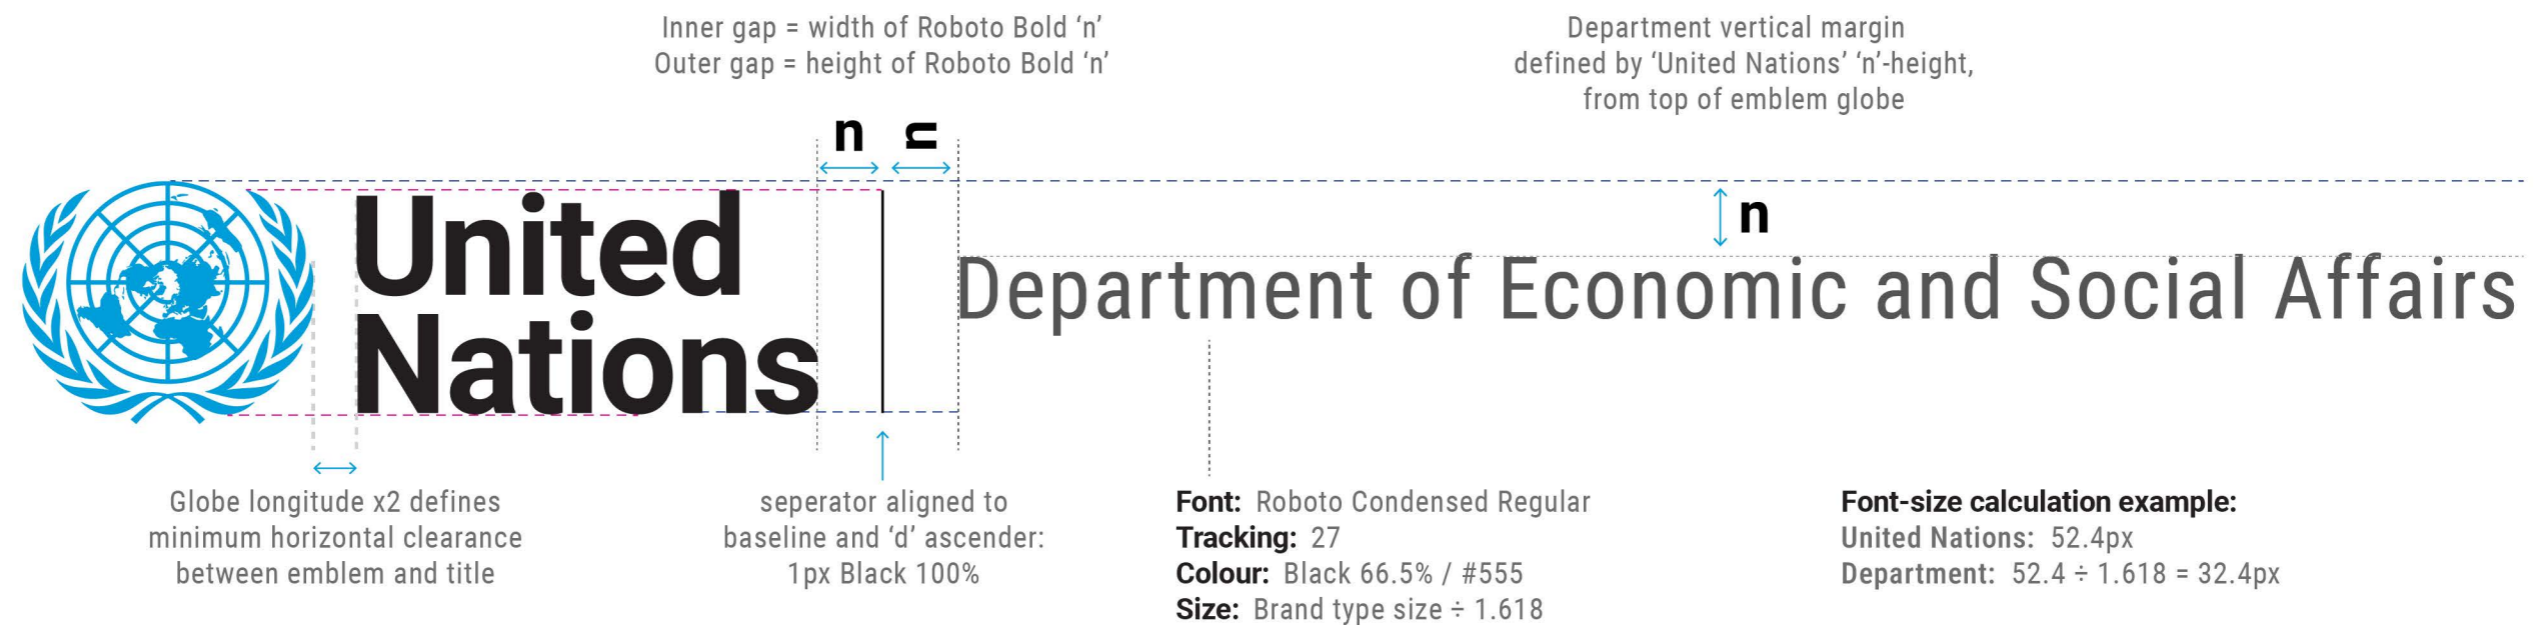 Inner gap = width of Roboto Bold ‘n’
Outer gap = height of Roboto Bold ‘n’
Department vertical margin
defined by ‘United Nations’ ‘n’-height,
from top of emblem globe
n n
n
United
Nations
Department of Economic and Social Affairs
Globe longitude x2 defines
minimum horizontal clearance
between emblem and title
seperator aligned to
baseline and ‘d’ ascender:
1px Black 100%
Font: Roboto Condensed Regular
Tracking: 27
Colour: Black 66.5% / #555
Size: Brand type size ÷ 1.618
Font-size calculation example:
United Nations: 52.4px
Department: 52.4 ÷ 1.618 = 32.4px